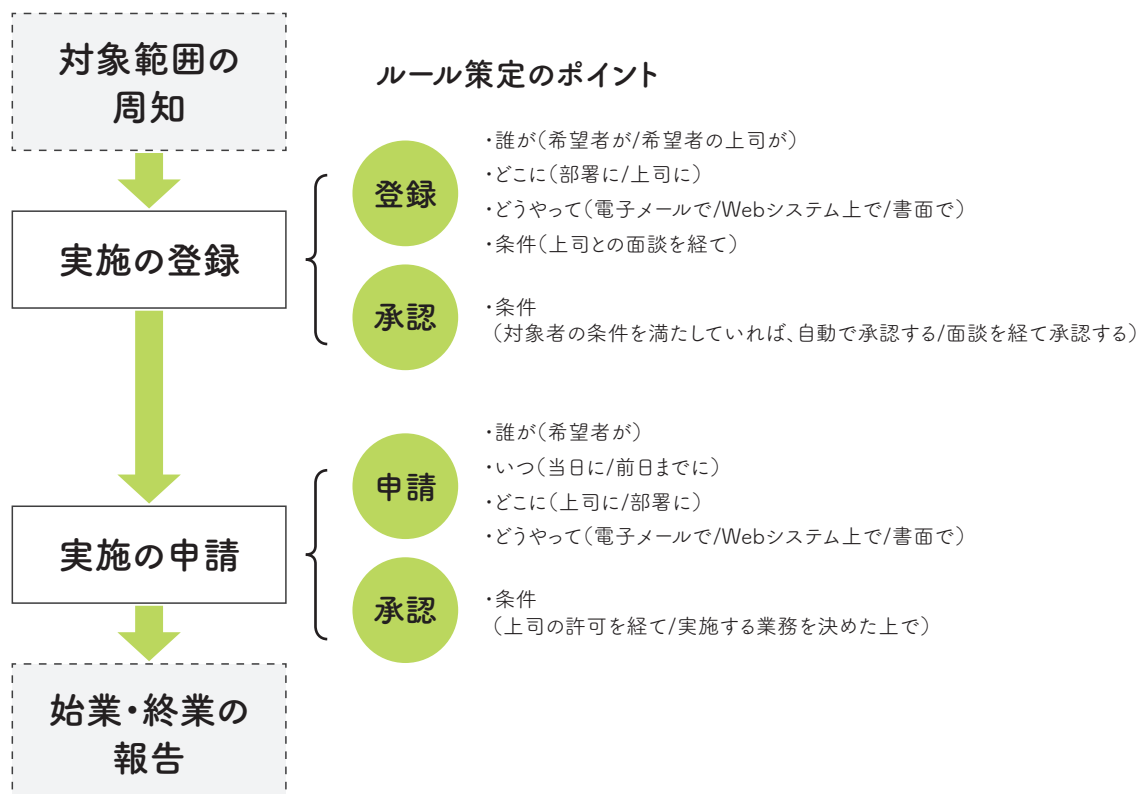 対象範囲の
周知
ルール策定のポイント
実施の登録
登録
・誰が（希望者が/希望者の上司が）
・どこに（部署に/上司に）
・どうやって（電子メールで/Webシステム上で/書面で）
・条件（上司との面談を経て）
承認
・条件
（対象者の条件を満たしていれば、自動で承認する/面談を経て承認する）
実施の申請
申請
・誰が（希望者が）
・いつ（当日に/前日までに）
・どこに（上司に/部署に）
・どうやって（電子メールで/Webシステム上で/書面で）
承認
・条件
（上司の許可を経て/実施する業務を決めた上で）
始業・終業の
報告